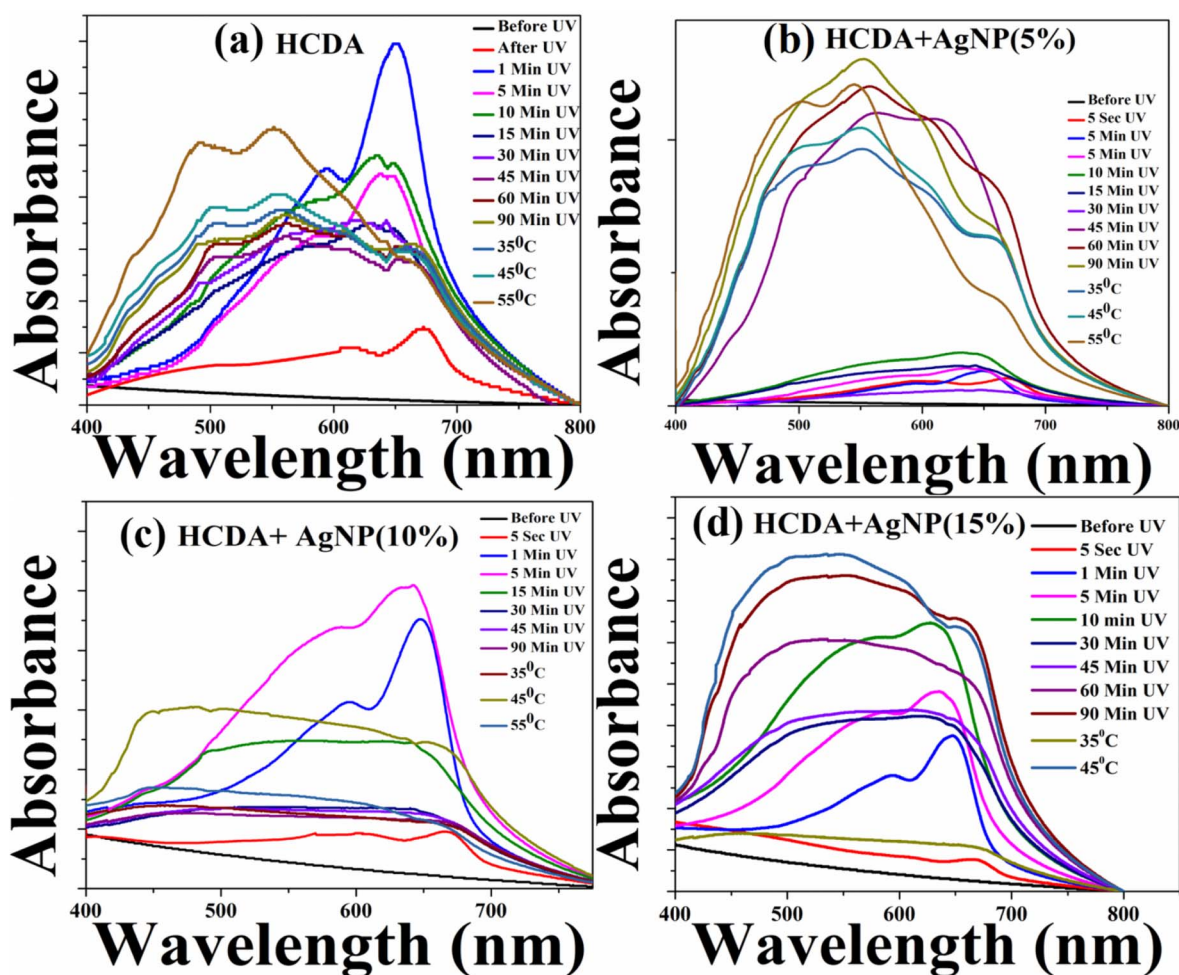 (a) HCDA
Before UV
After UV
1 Min UV
5 Min UV
10 Min UV
15 Min UV
30 Min UV
45 Min UV
60 Min UV
90 Min UV
35⁰C
45⁰C
55⁰C
Absorbance
400 500 600 700 800
Wavelength (nm)
(b) HCDA+AgNP(5%)
Before UV
5 Sec UV
5 Min UV
5 Min UV
10 Min UV
15 Min UV
30 Min UV
45 Min UV
60 Min UV
90 Min UV
35⁰C
45⁰C
55⁰C
Absorbance
400 500 600 700 800
Wavelength (nm)
(c) HCDA+ AgNP(10%)
Before UV
5 Sec UV
1 Min UV
5 Min UV
15 Min UV
30 Min UV
45 Min UV
90 Min UV
35⁰C
45⁰C
55⁰C
Absorbance
400 500 600 700
Wavelength (nm)
(d) HCDA+AgNP(15%)
Before UV
5 Sec UV
1 Min UV
5 Min UV
10 min UV
30 Min UV
45 Min UV
60 Min UV
90 Min UV
35⁰C
45⁰C
Absorbance
400 500 600 700 800
Wavelength (nm)